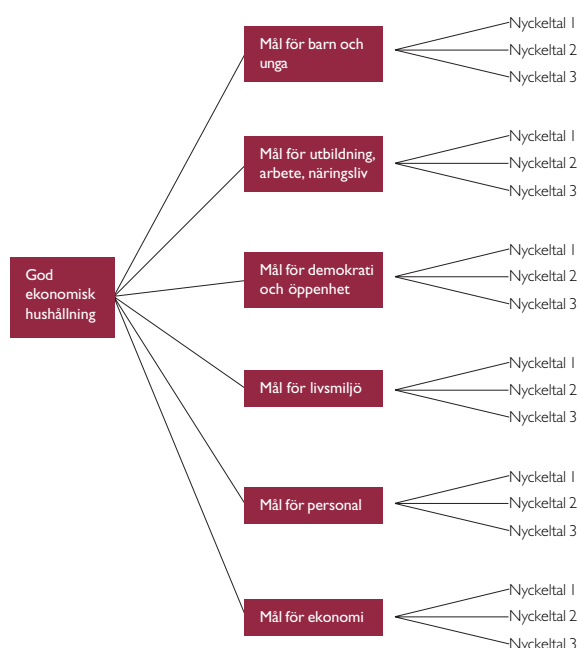 God
ekonomisk
hushållning
Mål för barn och
unga
Nyckeltal 1
Nyckeltal 2
Nyckeltal 3
Mål för utbildning,
arbete, näringsliv
Nyckeltal 1
Nyckeltal 2
Nyckeltal 3
Mål för demokrati
och öppenhet
Nyckeltal 1
Nyckeltal 2
Nyckeltal 3
Mål för livsmiljö
Nyckeltal 1
Nyckeltal 2
Nyckeltal 3
Mål för personal
Nyckeltal 1
Nyckeltal 2
Nyckeltal 3
Mål för ekonomi
Nyckeltal 1
Nyckeltal 2
Nyckeltal 3